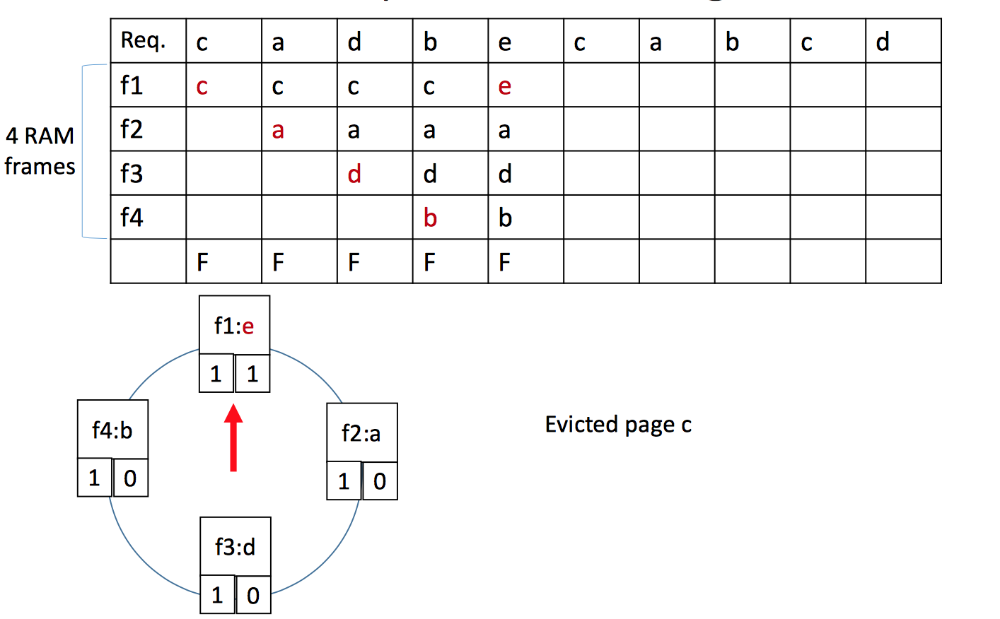 Req. c a d b e c a b c d
f1 c c c c e
f2 a a a a
f3 d d d
f4 b b
F F F F F
4 RAM
frames
f1:e
1 1
f4:b
1 0
f2:a
1 0
f3:d
1 0
Evicted page c